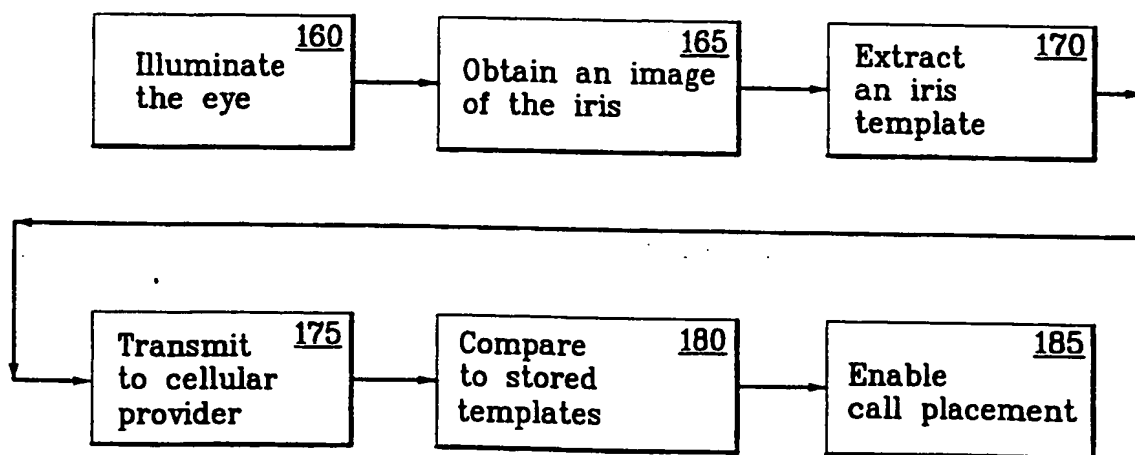 160
Illuminate
the eye
165
Obtain an image
of the iris
170
Extract
an iris
template
175
Transmit
to cellular
provider
180
Compare
to stored
templates
185
Enable
call placement